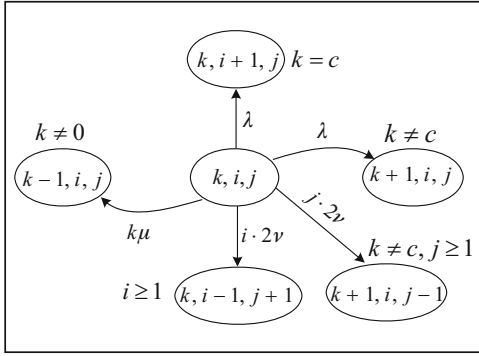 k, i + 1, j
k = c
λ
k ≠ 0
λ
k ≠ c
k − 1, i, j
k, i, j
k + 1, i, j
kμ
i · 2ν
j · 2ν
k ≠ c, j ≥ 1
i ≥ 1
k, i − 1, j + 1
k + 1, i, j − 1